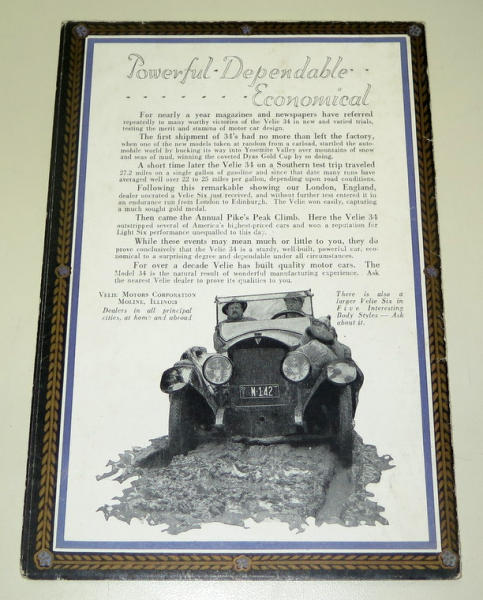 Powerful-Dependable
Economical
For nearly a year magazines and newspapers have referred
repeatedly to many worthy victories of the Velie 34 in new and varied trials,
testing the merit and stamina of motor car design.
The first shipment of 34's had no more than left the factory,
when one of the new models taken at random from a carload, startled the auto-
mobile world by bucking its way into Yosemite Valley over mountains of snow
and seas of mud, winning the coveted Dyas Gold Cup by so doing.
A short time later the Velie 34 on a Southern test trip traveled
27.2 miles on a single gallon of gasoline and since that date many runs have
averaged well over 22 to 25 miles per gallon, depending upon road conditions.
Following this remarkable showing our London, England,
dealer uncrated a Velie Six just received, and without further test entered it in
an endurance run from London to Edinburgh. The Velie won easily, capturing
a much sought gold medal.
Then came the Annual Pike's Peak Climb. Here the Velie 34
outstripped several of America's highest-priced cars and won a reputation for
Light Six performance unequalled to this day.
While these events may mean much or little to you, they do
prove conclusively that the Velie 34 is a sturdy, well-built, powerful car, eco-
nomical to a surprising degree and dependable under all circumstances.
For over a decade Velie has built quality motor cars. The
Model 34 is the natural result of wonderful manufacturing experience. Ask
the nearest Velie dealer to prove its qualities to you.
VELIE MOTORS CORPORATION
MOLINE, ILLINOIS
Dealers in all principal
cities, at home and abroad
There is also a
larger Velie Six in
Five Interesting
Body Styles — Ask
about it.
N-142